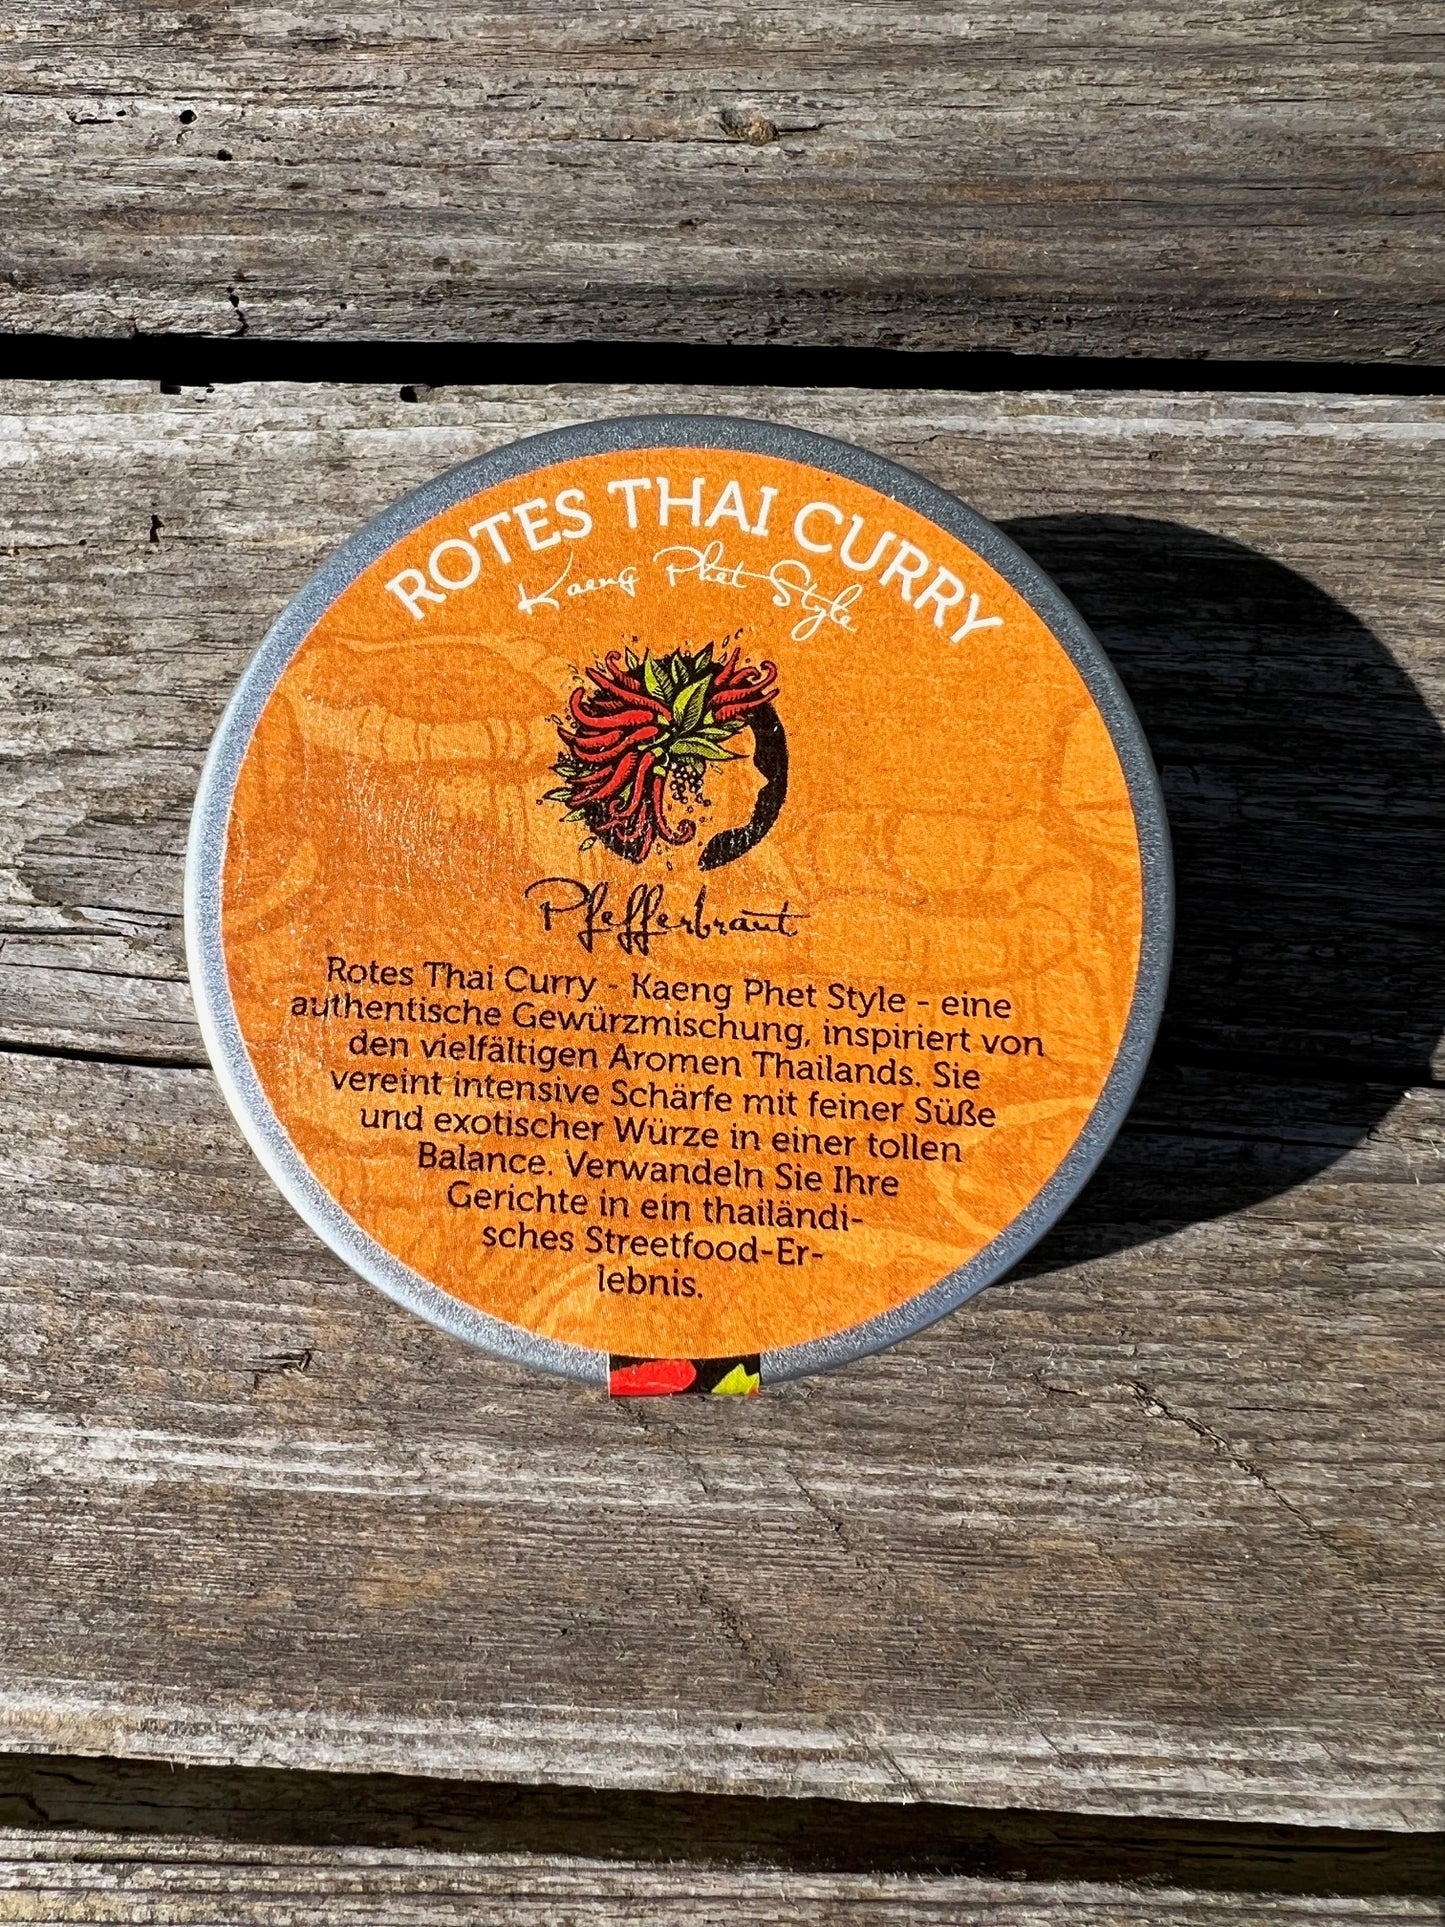 ROTES THAI CURRY
Kaeng Phet Style
Pfefferbraut
Rotes Thai Curry - Kaeng Phet Style - eine
authentische Gewürzmischung, inspiriert von
den vielfältigen Aromen Thailands. Sie
vereint intensive Schärfe mit feiner Süße
und exotischer Würze in einer tollen
Balance. Verwandeln Sie Ihre
Gerichte in ein thailändi-
sches Streetfood-Er-
lebnis.